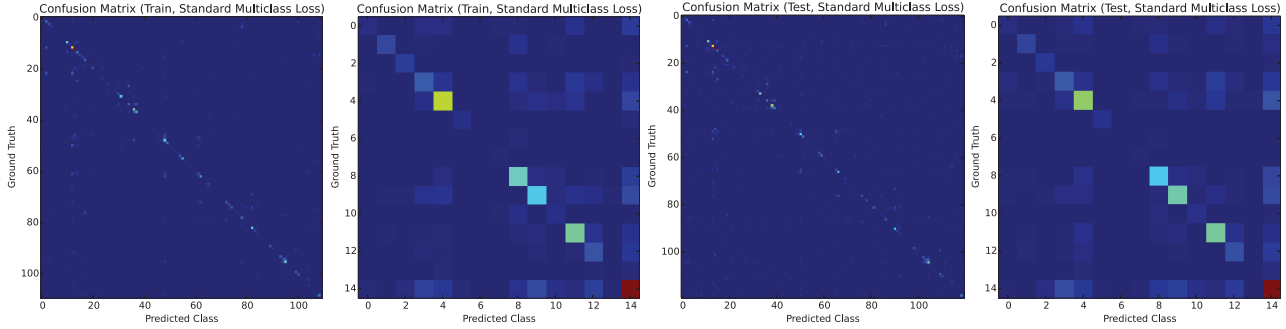 Confusion Matrix (Train, Standard Multiclass Loss)
0
20
40
60
80
100
Ground Truth
0 20 40 60 80 100
Predicted Class
Confusion Matrix (Train, Standard Multiclass Loss)
0
2
4
6
8
10
12
14
Ground Truth
0 2 4 6 8 10 12 14
Predicted Class
Confusion Matrix (Test, Standard Multiclass Loss)
0
20
40
60
80
100
Ground Truth
0 20 40 60 80 100
Predicted Class
Confusion Matrix (Test, Standard Multiclass Loss)
0
2
4
6
8
10
12
14
Ground Truth
0 2 4 6 8 10 12 14
Predicted Class